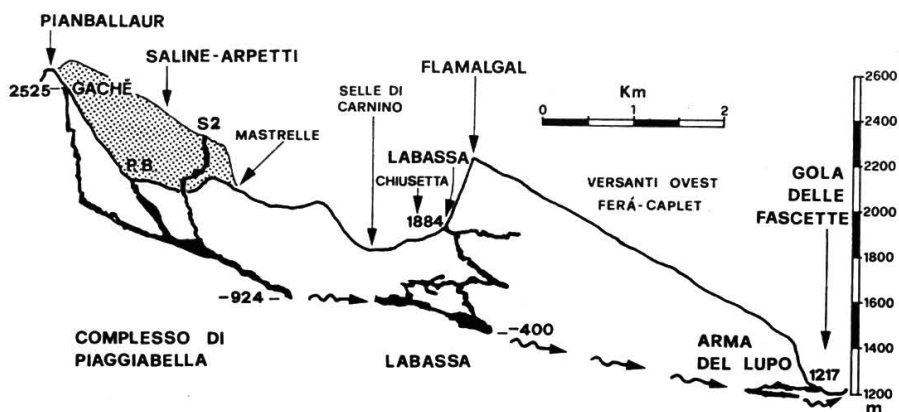 PIANBALLAUR
SALINE-ARPETTI
2525
GACHÉ
P.B.
S2
MASTRELLE
SELLE DI
CARNINO
FLAMALGAL
LABASSA
CHIUSETTA
1884
Km
0 1 2
VERSANTI OVEST
FERÁ-CAPLET
GOLA
DELLE
FASCETTE
2600
2400
2200
2000
1800
1600
1400
1200
m
-924
-400
COMPLESSO DI
PIAGGIABELLA
LABASSA
ARMA
DEL LUPO
1217